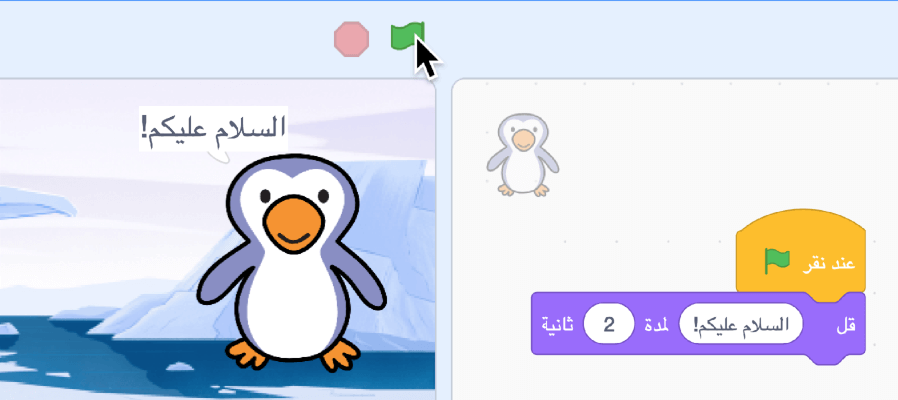 السلام عليكم!
عند نقر
قل السلام عليكم! لمدة 2 ثانية